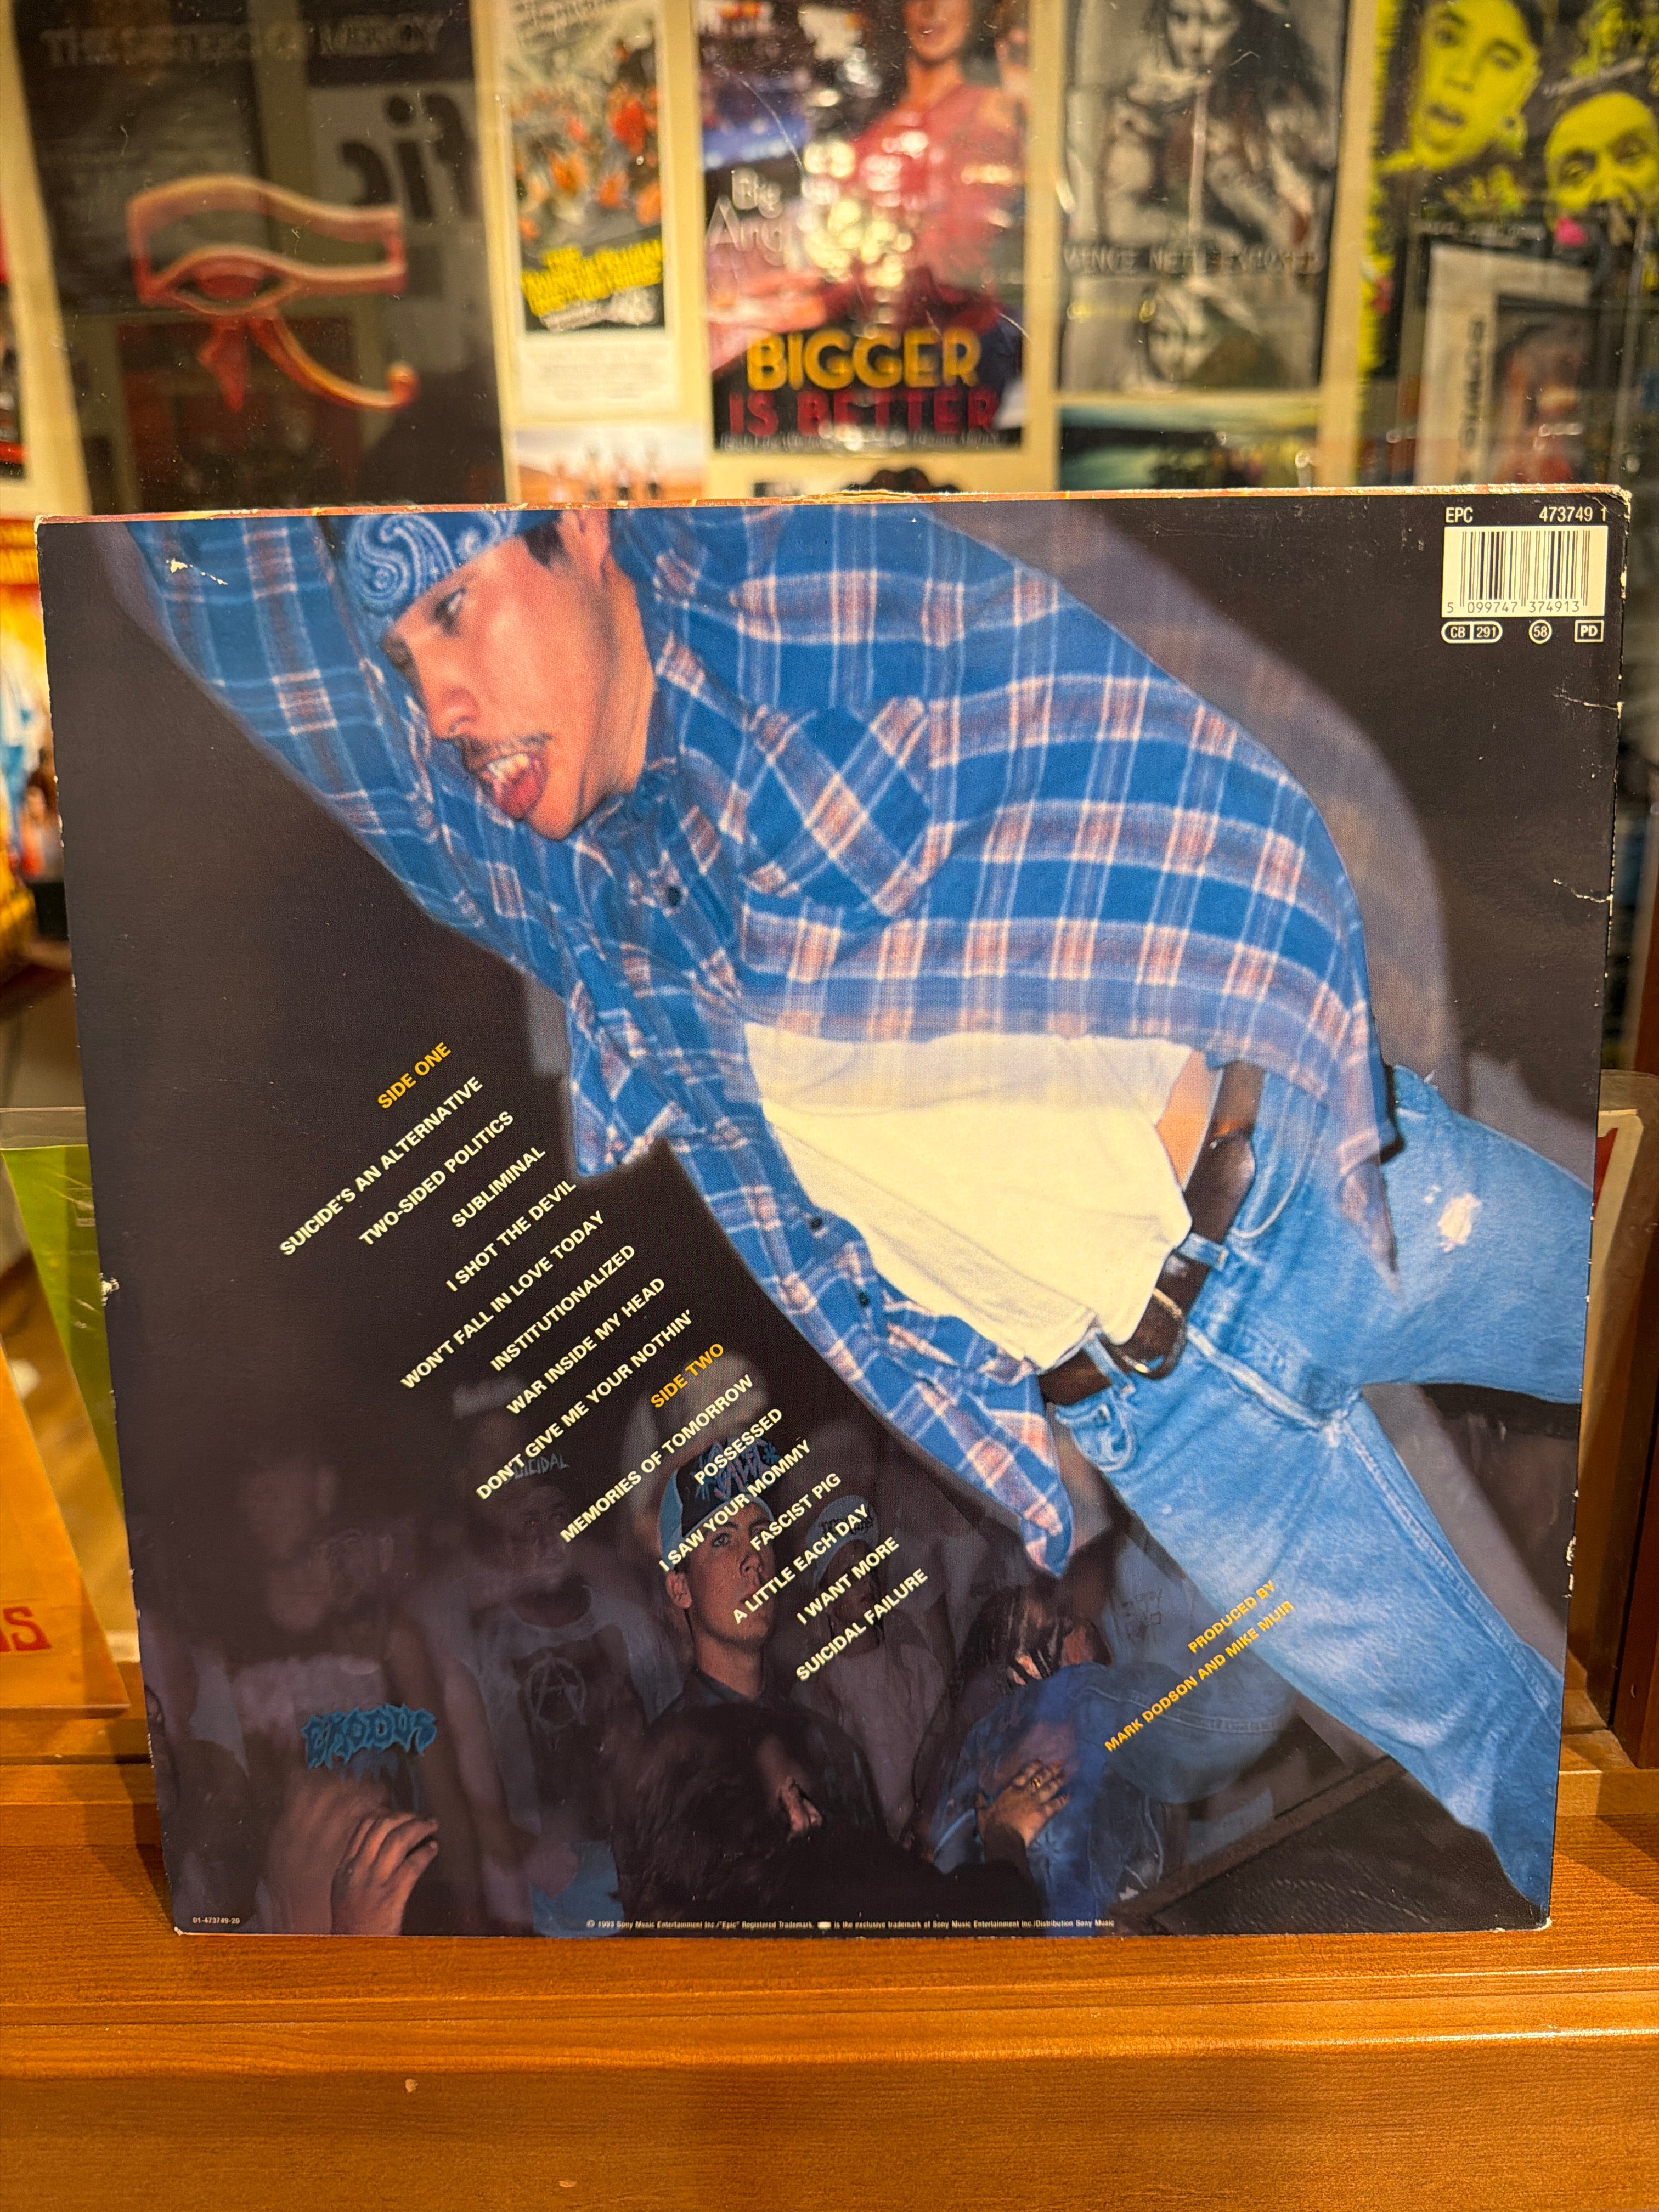 THE SISTERS OF MERCY
fic
Big
BIGGER
IS BETTER
VINCE NEIL EXPOSED
EPC 473749 1
5 099747 374913
CB 291 58 PD
SIDE ONE
SUICIDE'S AN ALTERNATIVE
TWO-SIDED POLITICS
SUBLIMINAL
I SHOT THE DEVIL
WON'T FALL IN LOVE TODAY
INSTITUTIONALIZED
WAR INSIDE MY HEAD
DON'T GIVE ME YOUR NOTHIN'
SIDE TWO
MEMORIES OF TOMORROW
POSSESSED
I SAW YOUR MOMMY
FASCIST PIG
A LITTLE EACH DAY
I WANT MORE
SUICIDAL FAILURE
SUICIDAL
EXODUS
PRODUCED BY
MARK DODSON AND MIKE MUIR
01-473749-20
© 1993 Sony Music Entertainment Inc./"Epic" Registered Trademark. is the exclusive trademark of Sony Music Entertainment Inc./Distribution Sony Music